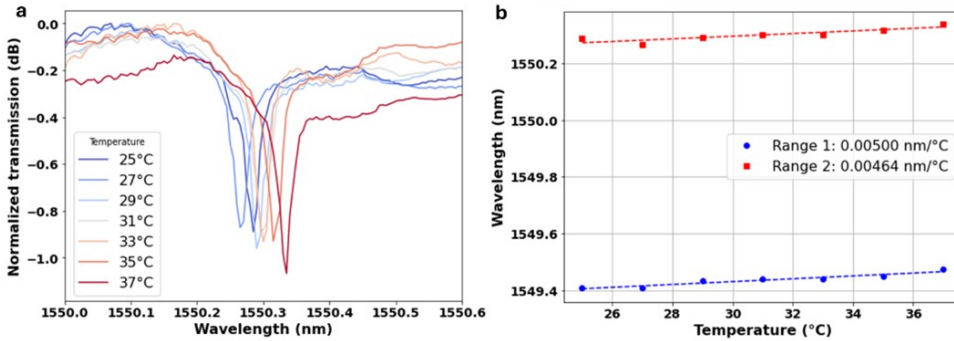 a
Normalized transmission (dB)
0.0
−0.2
−0.4
−0.6
−0.8
−1.0
Temperature
25°C
27°C
29°C
31°C
33°C
35°C
37°C
1550.0 1550.1 1550.2 1550.3 1550.4 1550.5 1550.6
Wavelength (nm)
b
Wavelength (nm)
1550.2
1550.0
1549.8
1549.6
1549.4
Range 1: 0.00500 nm/°C
Range 2: 0.00464 nm/°C
26 28 30 32 34 36
Temperature (°C)